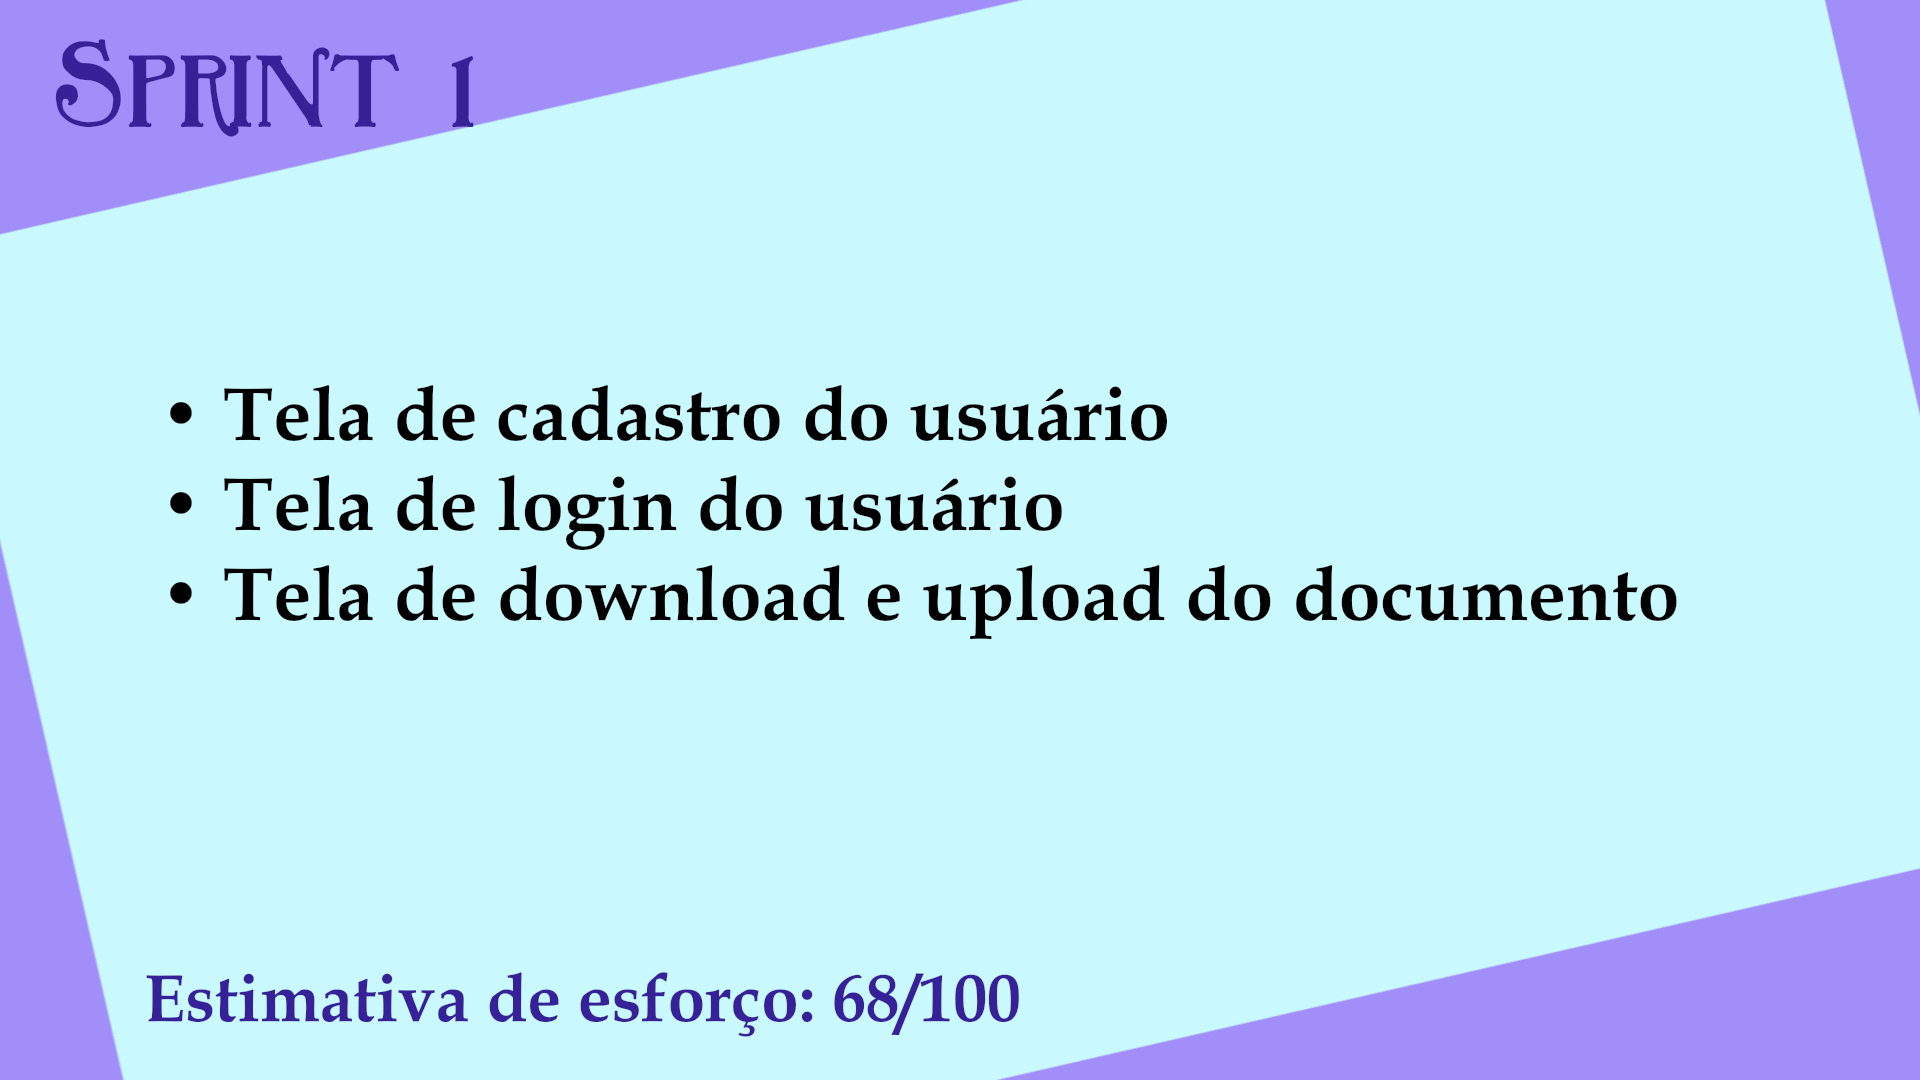 Sprint 1
• Tela de cadastro do usuário
• Tela de login do usuário
• Tela de download e upload do documento
Estimativa de esforço: 68/100